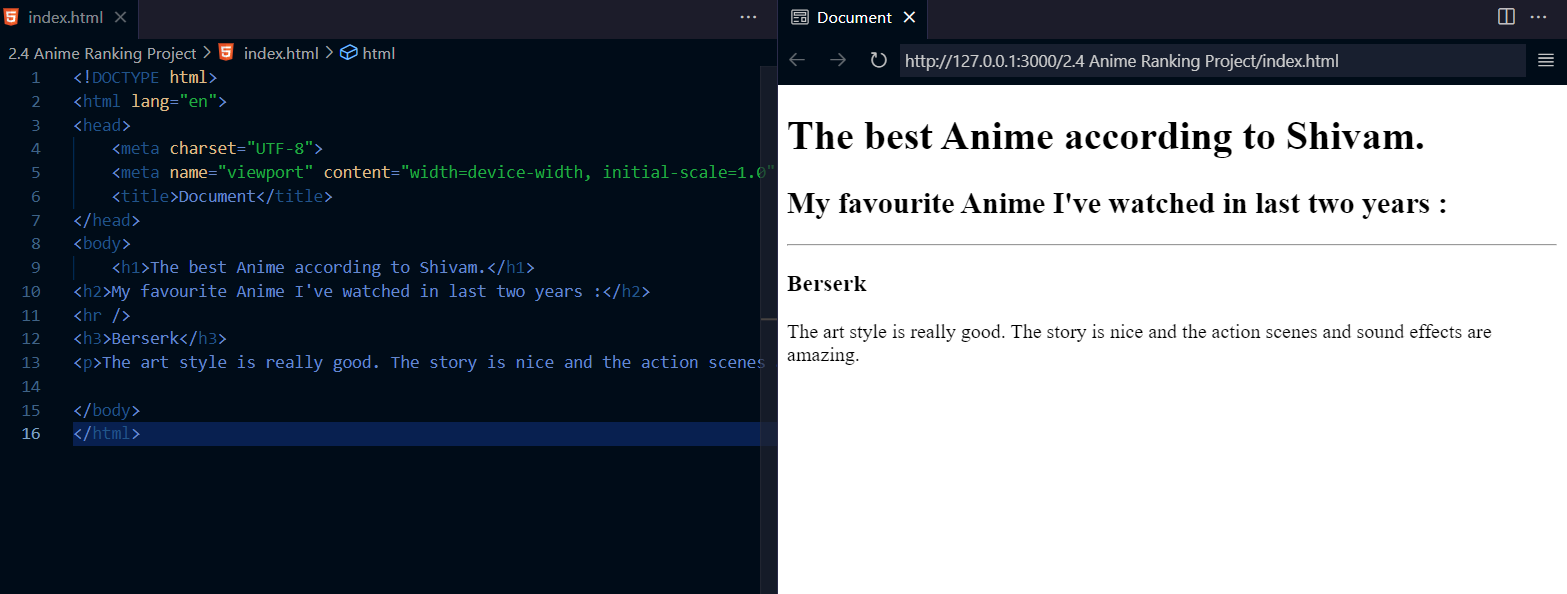 index.html
2.4 Anime Ranking Project > index.html > html
1 <!DOCTYPE html>
2 <html lang="en">
3 <head>
4 <meta charset="UTF-8">
5 <meta name="viewport" content="width=device-width, initial-scale=1.0"
6 <title>Document</title>
7 </head>
8 <body>
9 <h1>The best Anime according to Shivam.</h1>
10 <h2>My favourite Anime I've watched in last two years :</h2>
11 <hr />
12 <h3>Berserk</h3>
13 <p>The art style is really good. The story is nice and the action scenes
14
15 </body>
16 </html>
Document
http://127.0.0.1:3000/2.4 Anime Ranking Project/index.html
The best Anime according to Shivam.
My favourite Anime I've watched in last two years :
Berserk
The art style is really good. The story is nice and the action scenes and sound effects are
amazing.